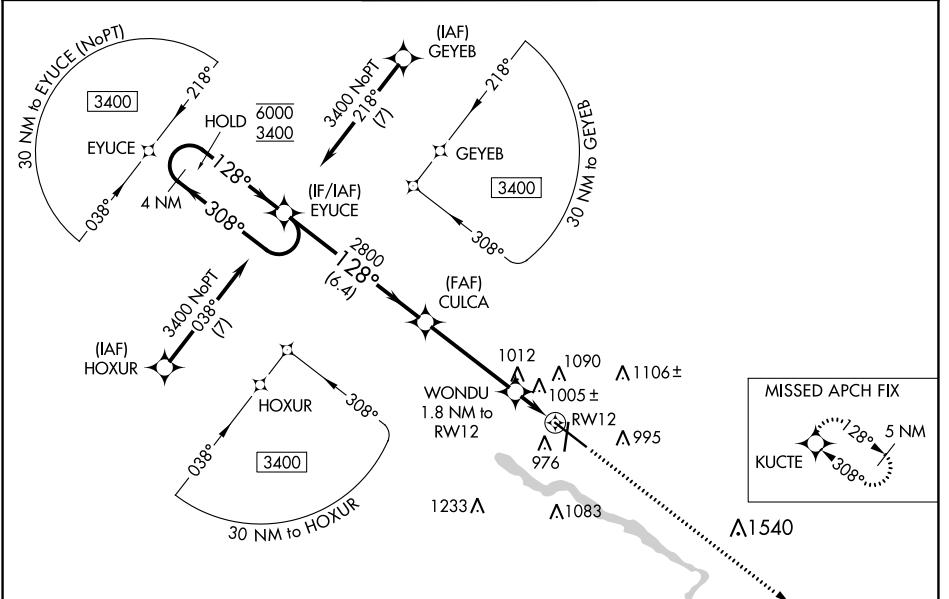 (IAF)
GEYEB
30 NM to EYUCE (NoPT)
3400
218°
EYUCE
038°
HOLD
6000
3400
128°
4 NM
308°
(IF/IAF)
EYUCE
3400 NoPT
218°
(7)
218°
GEYEB
3400
308°
30 NM to GEYEB
2800
128°
(6.4)
(FAF)
CULCA
3400 NoPT
038°
(7)
(IAF)
HOXUR
HOXUR
308°
038°
3400
30 NM to HOXUR
1012
1090
1106±
1005±
WONDU
1.8 NM to
RW12
RW12
995
976
1233
1083
1540
MISSED APCH FIX
128°
5 NM
KUCTE
308°